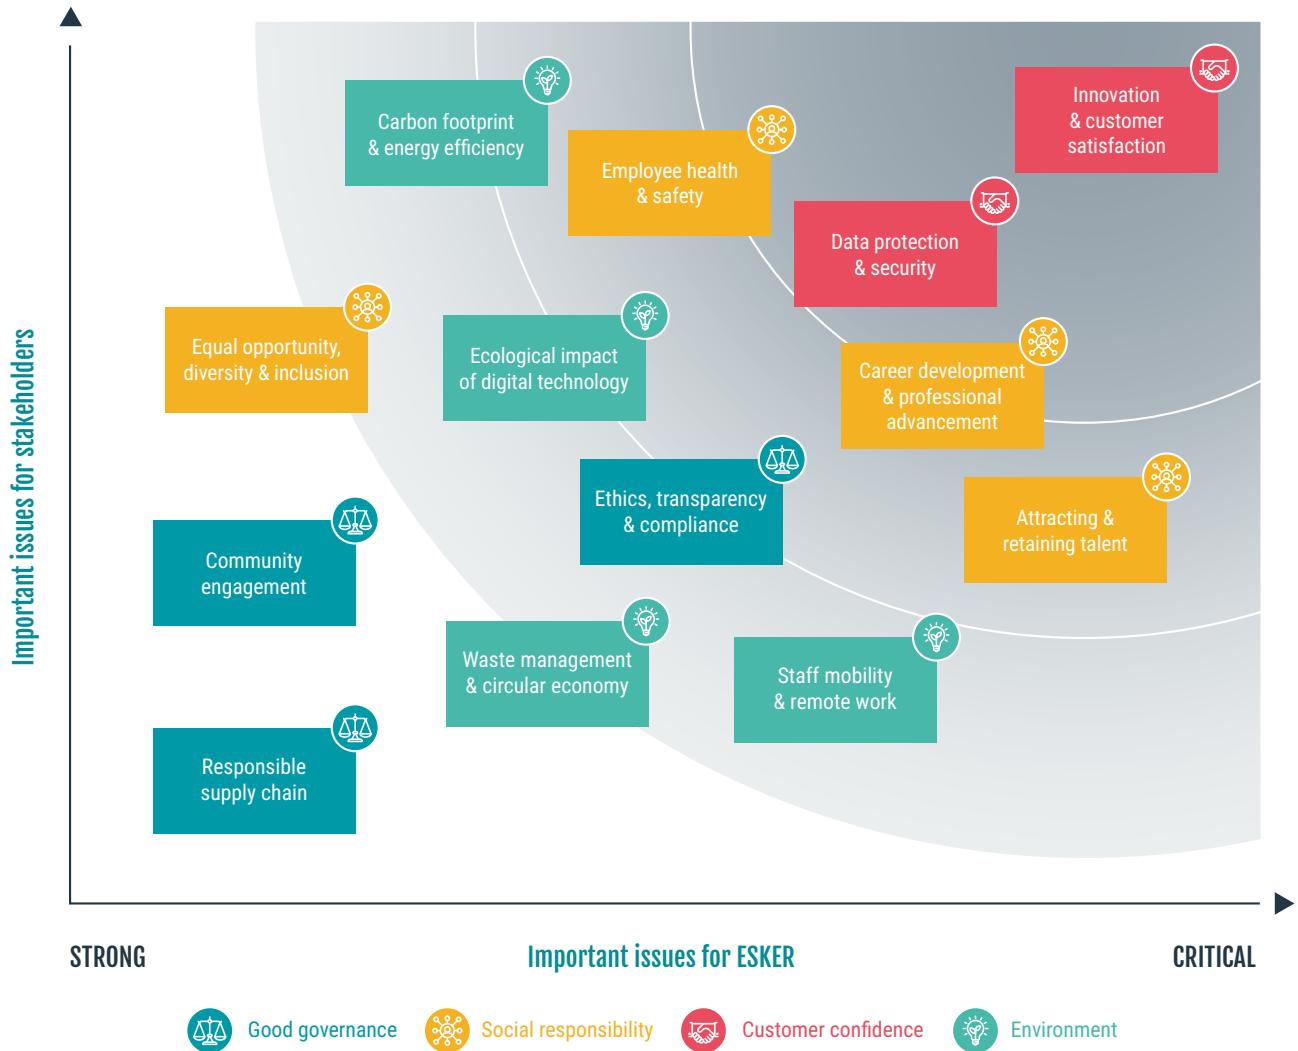 Important issues for stakeholders
Carbon footprint
& energy efficiency
Employee health
& safety
Innovation
& customer
satisfaction
Data protection
& security
Equal opportunity,
diversity & inclusion
Ecological impact
of digital technology
Career development
& professional
advancement
Ethics, transparency
& compliance
Attracting &
retaining talent
Community
engagement
Waste management
& circular economy
Staff mobility
& remote work
Responsible
supply chain
STRONG
Important issues for ESKER
CRITICAL
Good governance
Social responsibility
Customer confidence
Environment